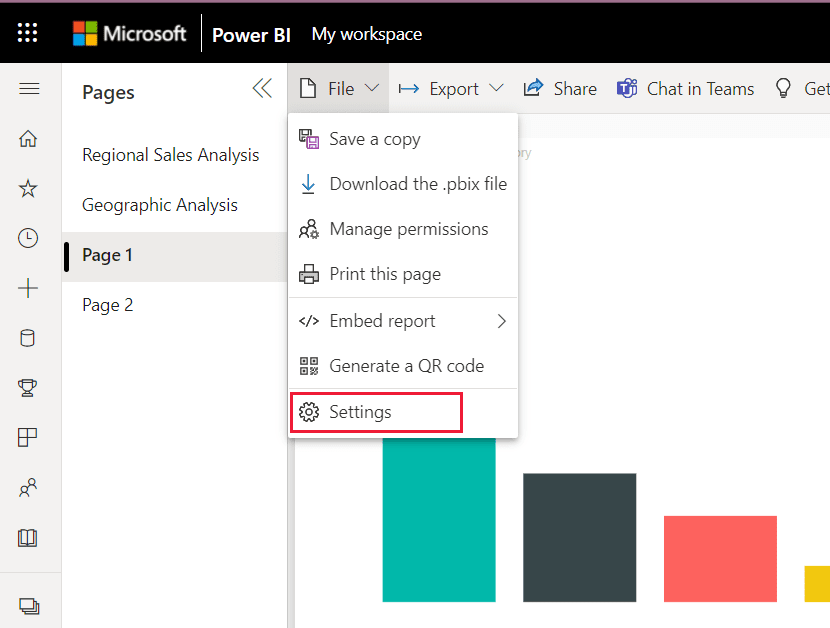 Microsoft Power BI My workspace
Pages
File Export Share Chat in Teams
Regional Sales Analysis
Geographic Analysis
Page 1
Page 2
Save a copy
Download the .pbix file
Manage permissions
Print this page
Embed report
Generate a QR code
Settings